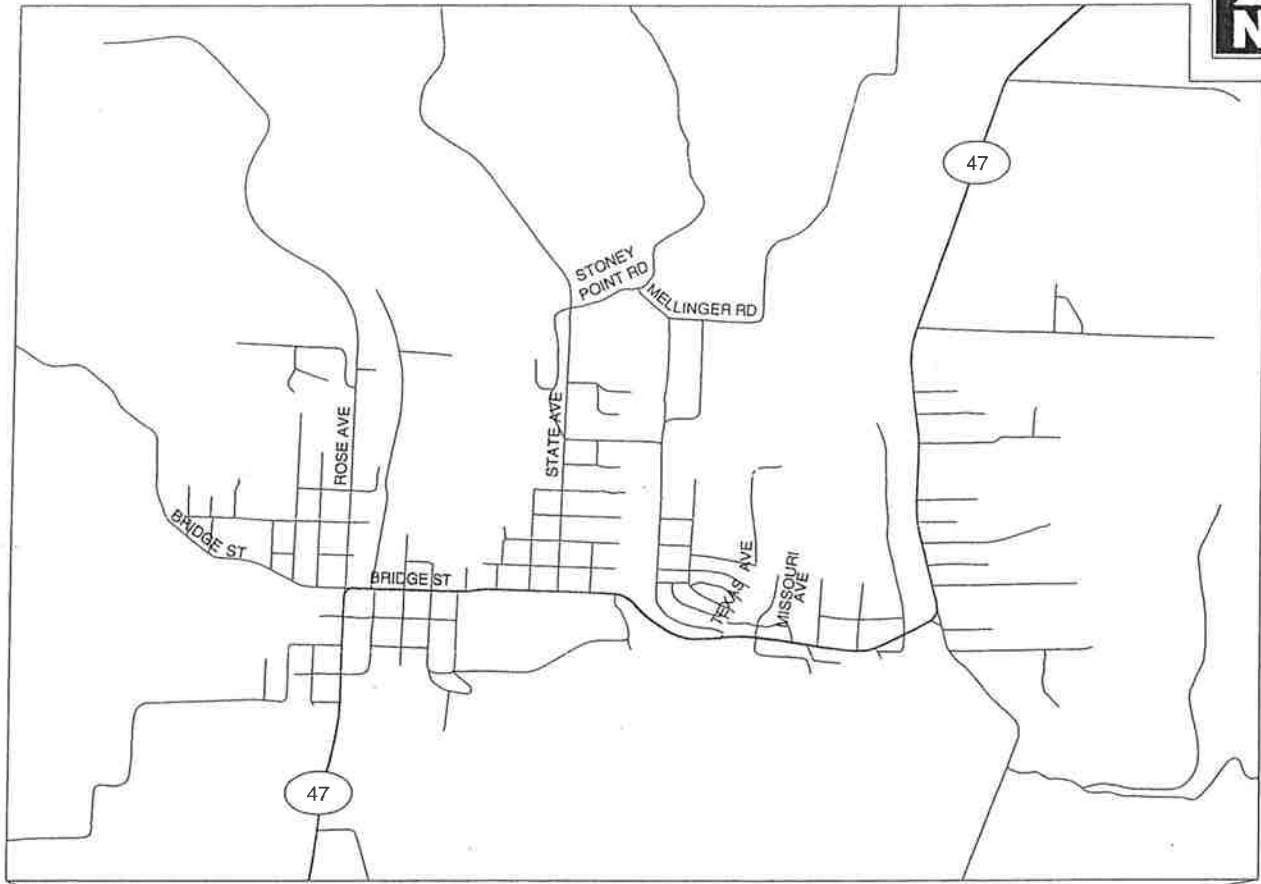 N
47
STONEY
POINT RD
MELLINGER RD
ROSE AVE
STATE AVE
BRIDGE ST
BRIDGE ST
TEXAS AVE
MISSOURI
AVE
47